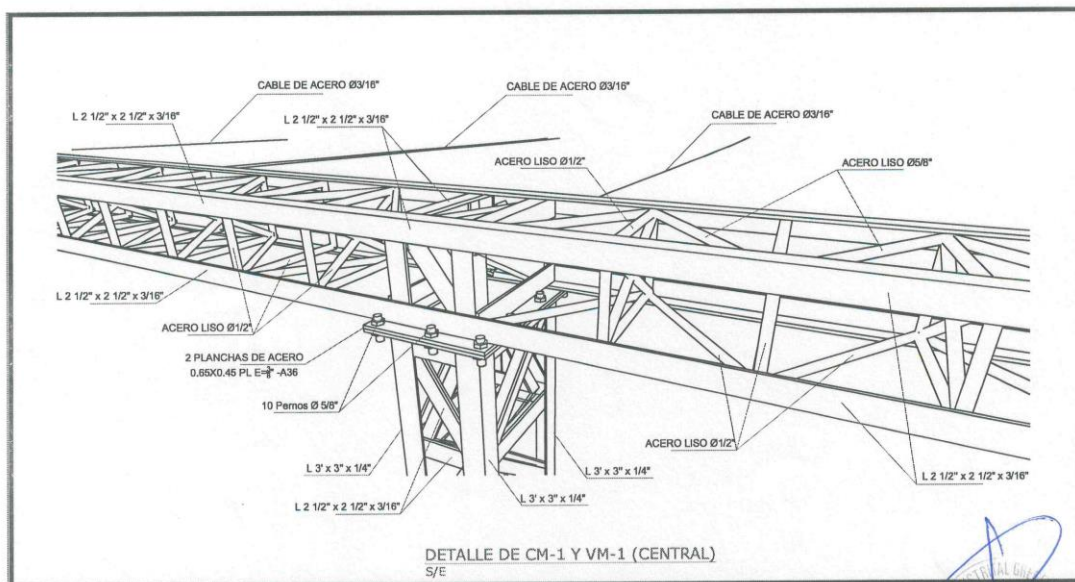 CABLE DE ACERO Ø3/16"
CABLE DE ACERO Ø3/16"
L 2 1/2" x 2 1/2" x 3/16"
L 2 1/2" x 2 1/2" x 3/16"
CABLE DE ACERO Ø3/16"
ACERO LISO Ø1/2"
ACERO LISO Ø5/8"
L 2 1/2" x 2 1/2" x 3/16"
ACERO LISO Ø1/2"
2 PLANCHAS DE ACERO
0.65X0.45 PL E= -A36
10 Pernos Ø 5/8"
ACERO LISO Ø1/2"
L 3' x 3" x 1/4"
L 3' x 3" x 1/4"
L 2 1/2" x 2 1/2" x 3/16"
L 2 1/2" x 2 1/2" x 3/16"
L 3' x 3" x 1/4"
DETALLE DE CM-1 Y VM-1 (CENTRAL)
S/E